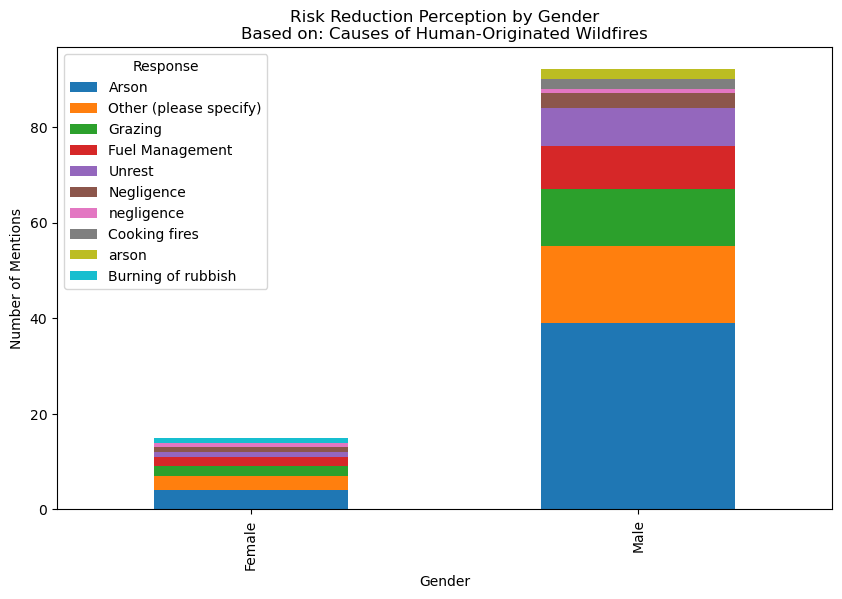 Risk Reduction Perception by Gender
Based on: Causes of Human-Originated Wildfires
Response
Arson
Other (please specify)
Grazing
Fuel Management
Unrest
Negligence
negligence
Cooking fires
arson
Burning of rubbish
Number of Mentions
80
60
40
20
0
Female
Male
Gender